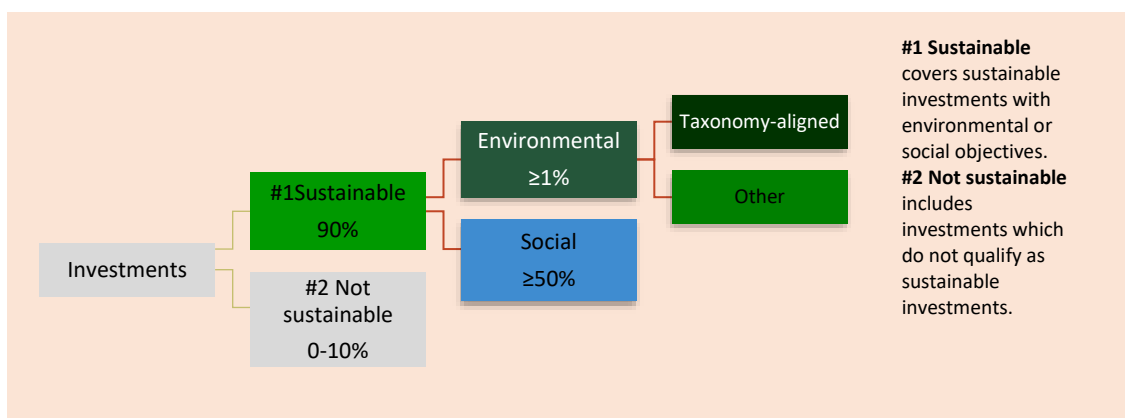 Investments
#1Sustainable
90%
#2 Not
sustainable
0-10%
Environmental
≥1%
Social
≥50%
Taxonomy-aligned
Other
#1 Sustainable
covers sustainable
investments with
environmental or
social objectives.
#2 Not sustainable
includes
investments which
do not qualify as
sustainable
investments.